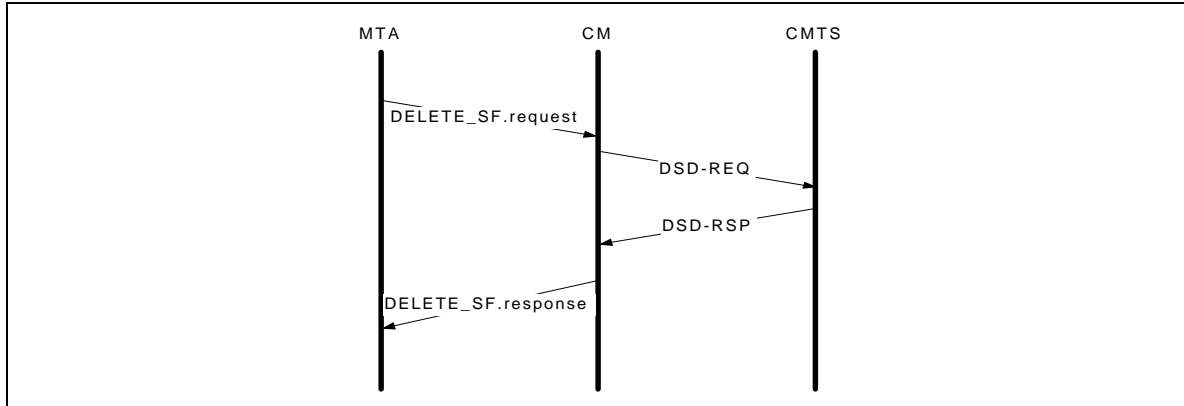 MTA CM CMTS
DELETE_SF.request
DSD-REQ
DSD-RSP
DELETE_SF.response